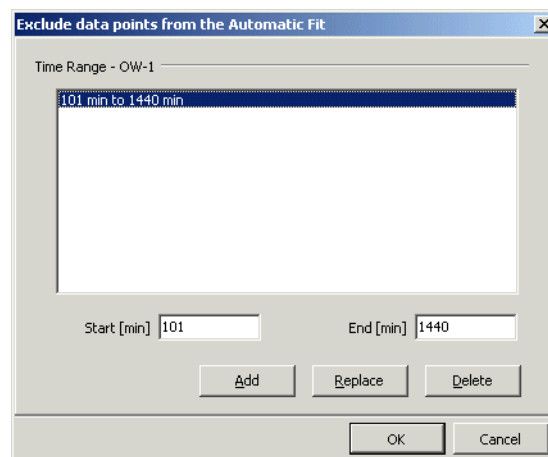 Exclude data points from the Automatic Fit
Time Range - OW-1
101 min to 1440 min
Start [min] 101 End [min] 1440
Add Replace Delete
OK Cancel